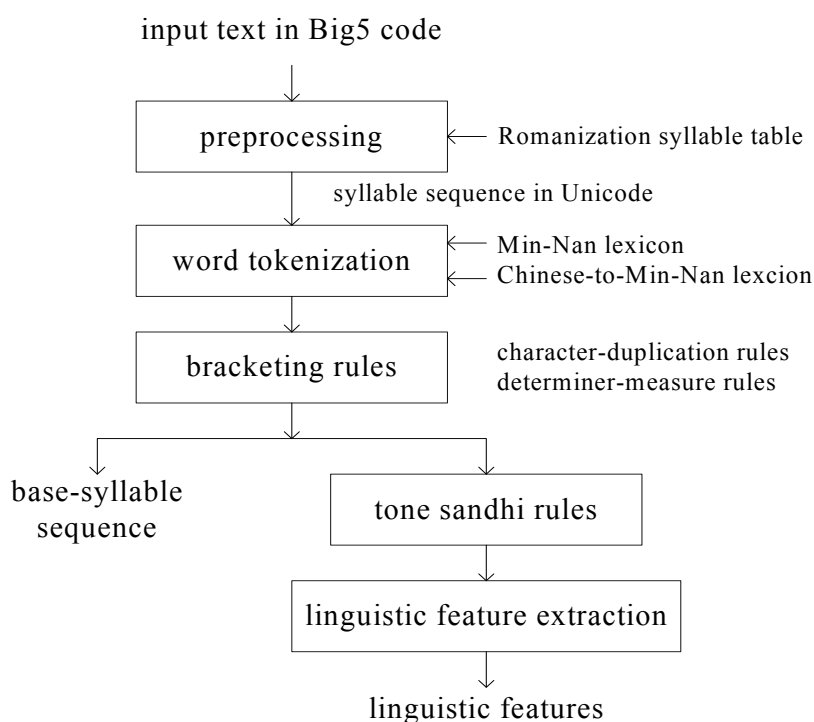 input text in Big5 code
preprocessing
Romanization syllable table
syllable sequence in Unicode
word tokenization
Min-Nan lexicon
Chinese-to-Min-Nan lexcion
bracketing rules
character-duplication rules
determiner-measure rules
base-syllable
sequence
tone sandhi rules
linguistic feature extraction
linguistic features